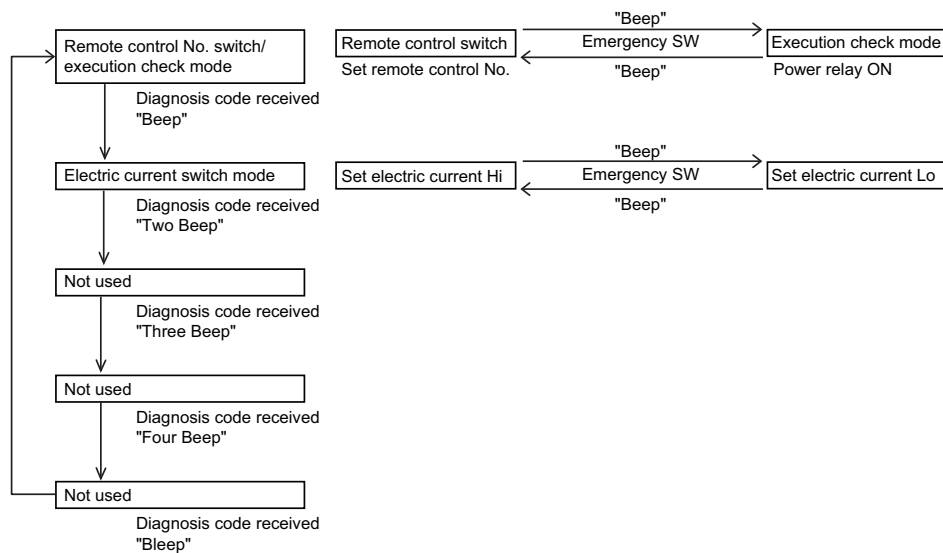 Remote control No. switch/
execution check mode
Diagnosis code received
"Beep"
Electric current switch mode
Diagnosis code received
"Two Beep"
Not used
Diagnosis code received
"Three Beep"
Not used
Diagnosis code received
"Four Beep"
Not used
Diagnosis code received
"Bleep"
"Beep"
Remote control switch
Emergency SW
Execution check mode
Set remote control No.
"Beep"
Power relay ON
"Beep"
Set electric current Hi
Emergency SW
Set electric current Lo
"Beep"